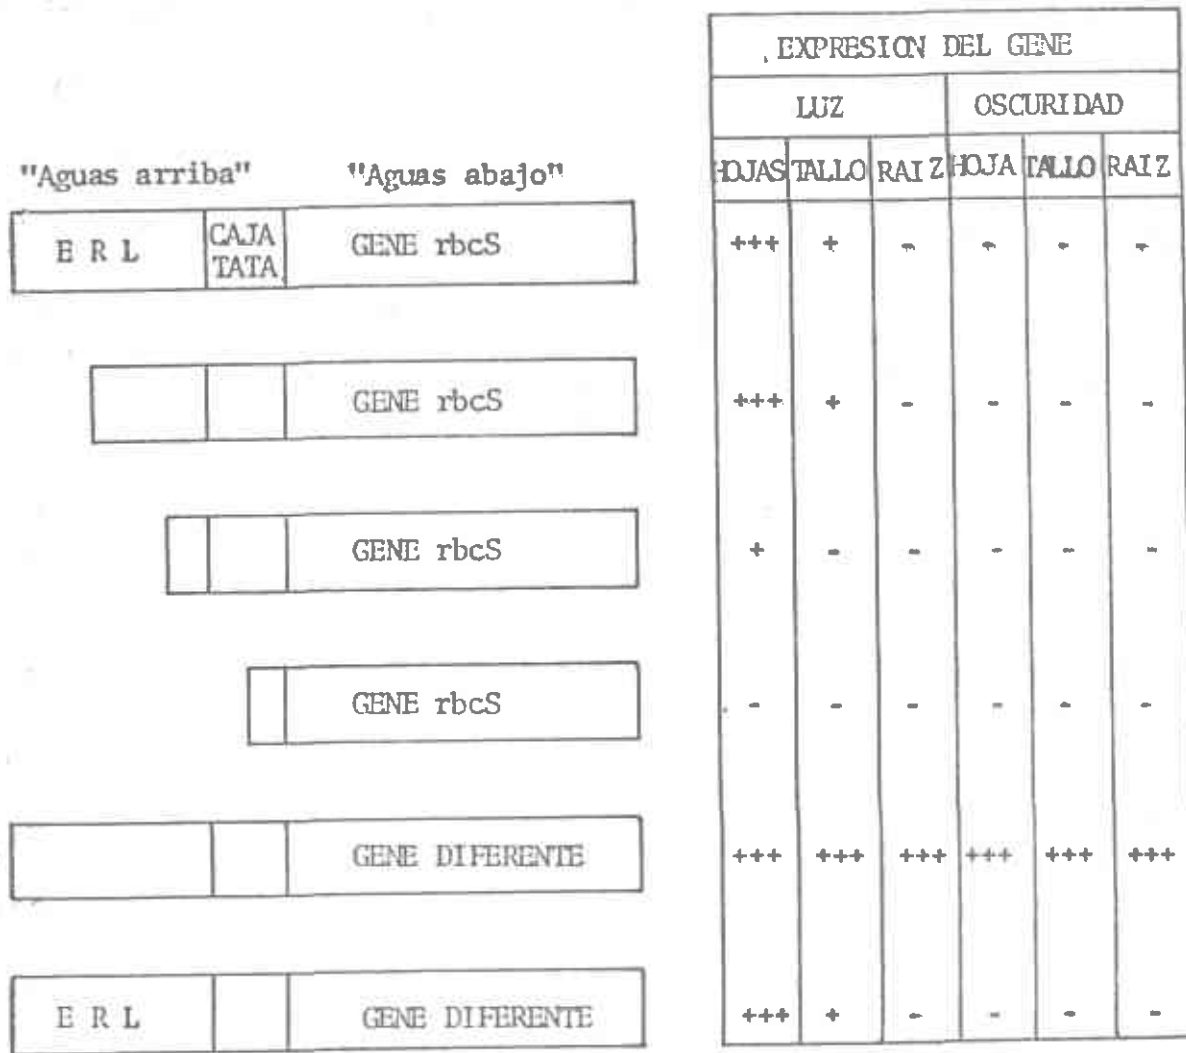 EXPRESION DEL GENE
LUZ OSCURIDAD
"Aguas arriba" "Aguas abajo" HOJAS TALLO RAIZ HOJA TALLO RAIZ
E R L CAJA TATA GENE rbcS +++ + - - - -
GENE rbcS +++ + - - - -
GENE rbcS + - - - - -
GENE rbcS - - - - - -
GENE DIFERENTE +++ +++ +++ +++ +++ +++
E R L GENE DIFERENTE +++ + - - - -